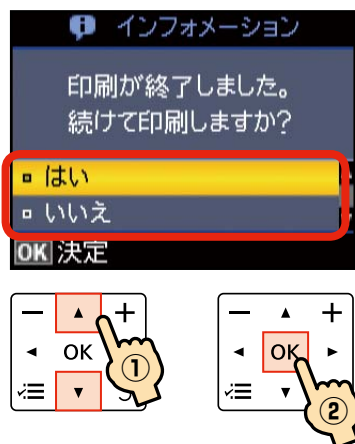 インフォメーション
印刷が終了しました。
続けて印刷しますか?
はい
いいえ
OK 決定
− ▲ +
◄ OK
①
▼
− ▲ +
◄ OK ►
▼
②